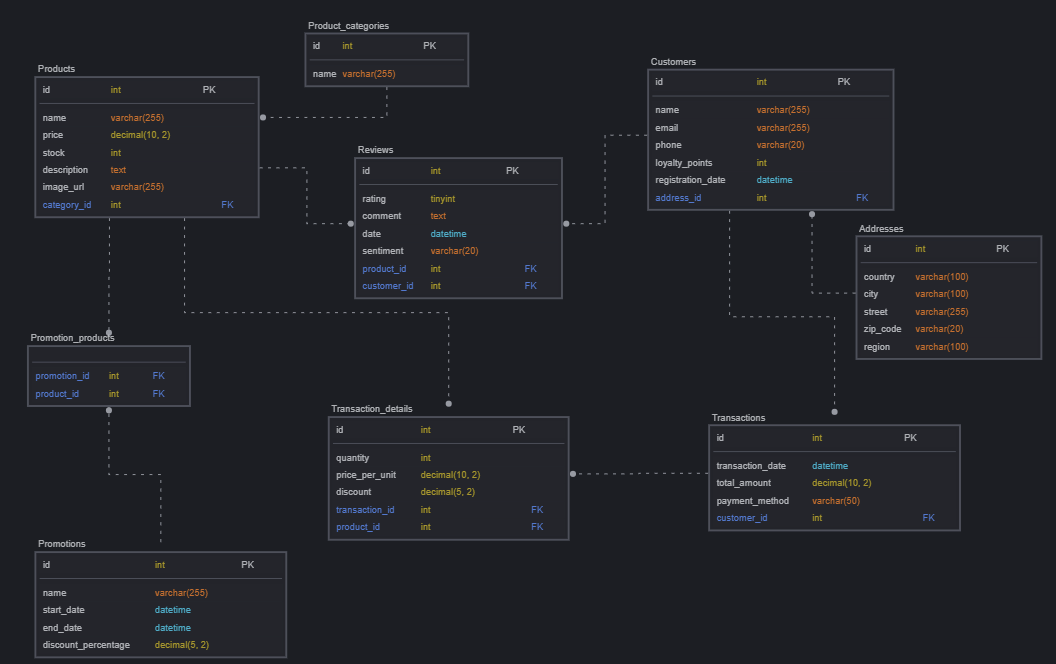 Product_categories
id int PK
name varchar(255)
Products
id int PK
name varchar(255)
price decimal(10, 2)
stock int
description text
image_url varchar(255)
category_id int FK
Customers
id int PK
name varchar(255)
email varchar(255)
phone varchar(20)
loyalty_points int
registration_date datetime
address_id int FK
Reviews
id int PK
rating tinyint
comment text
date datetime
sentiment varchar(20)
product_id int FK
customer_id int FK
Addresses
id int PK
country varchar(100)
city varchar(100)
street varchar(255)
zip_code varchar(20)
region varchar(100)
Promotion_products
promotion_id int FK
product_id int FK
Transaction_details
id int PK
quantity int
price_per_unit decimal(10, 2)
discount decimal(5, 2)
transaction_id int FK
product_id int FK
Transactions
id int PK
transaction_date datetime
total_amount decimal(10, 2)
payment_method varchar(50)
customer_id int FK
Promotions
id int PK
name varchar(255)
start_date datetime
end_date datetime
discount_percentage decimal(5, 2)